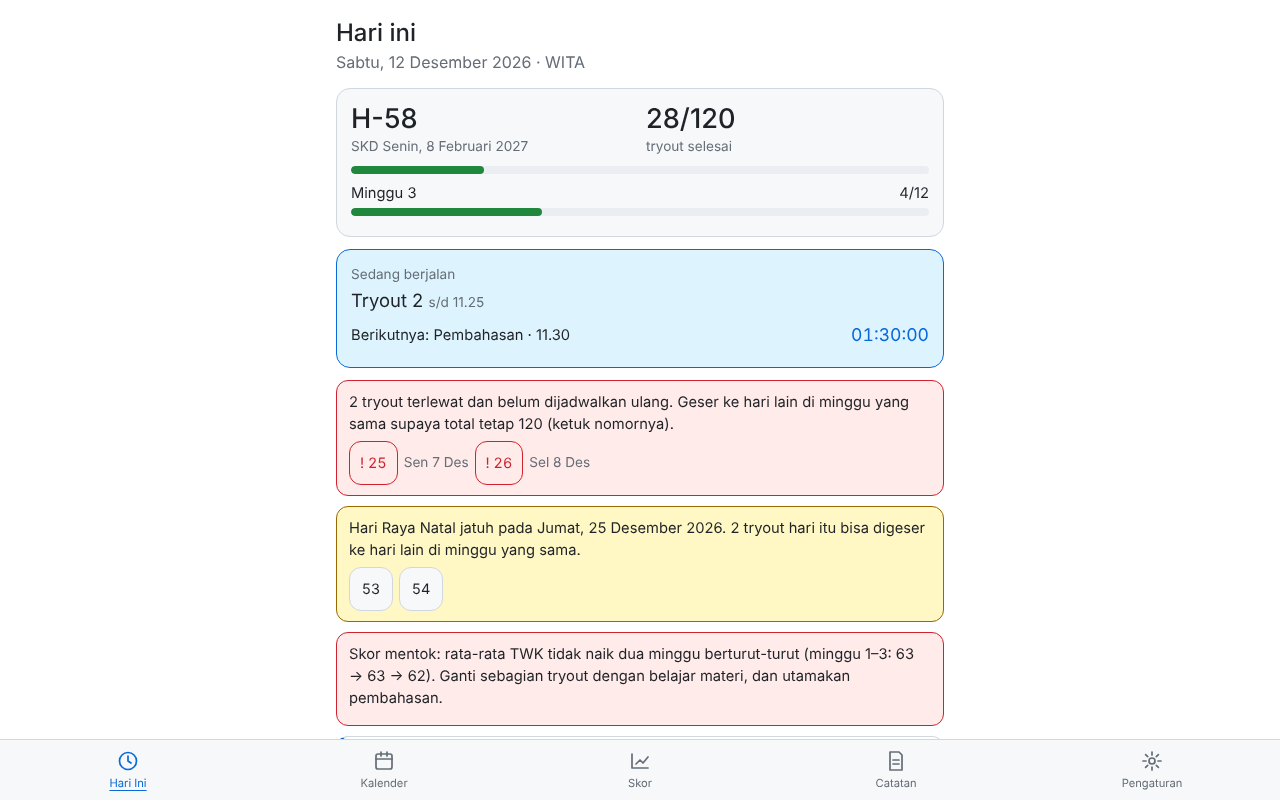 Hari ini
Sabtu, 12 Desember 2026 · WITA
H-58
28/120
SKD Senin, 8 Februari 2027
tryout selesai
Minggu 3
4/12
Sedang berjalan
Tryout 2 s/d 11.25
Berikutnya: Pembahasan · 11.30
01:30:00
2 tryout terlewat dan belum dijadwalkan ulang. Geser ke hari lain di minggu yang
sama supaya total tetap 120 (ketuk nomornya).
! 25 Sen 7 Des ! 26 Sel 8 Des
Hari Raya Natal jatuh pada Jumat, 25 Desember 2026. 2 tryout hari itu bisa digeser
ke hari lain di minggu yang sama.
53 54
Skor mentok: rata-rata TWK tidak naik dua minggu berturut-turut (minggu 1–3: 63
→ 63 → 62). Ganti sebagian tryout dengan belajar materi, dan utamakan
pembahasan.
Hari Ini
Kalender
Skor
Catatan
Pengaturan